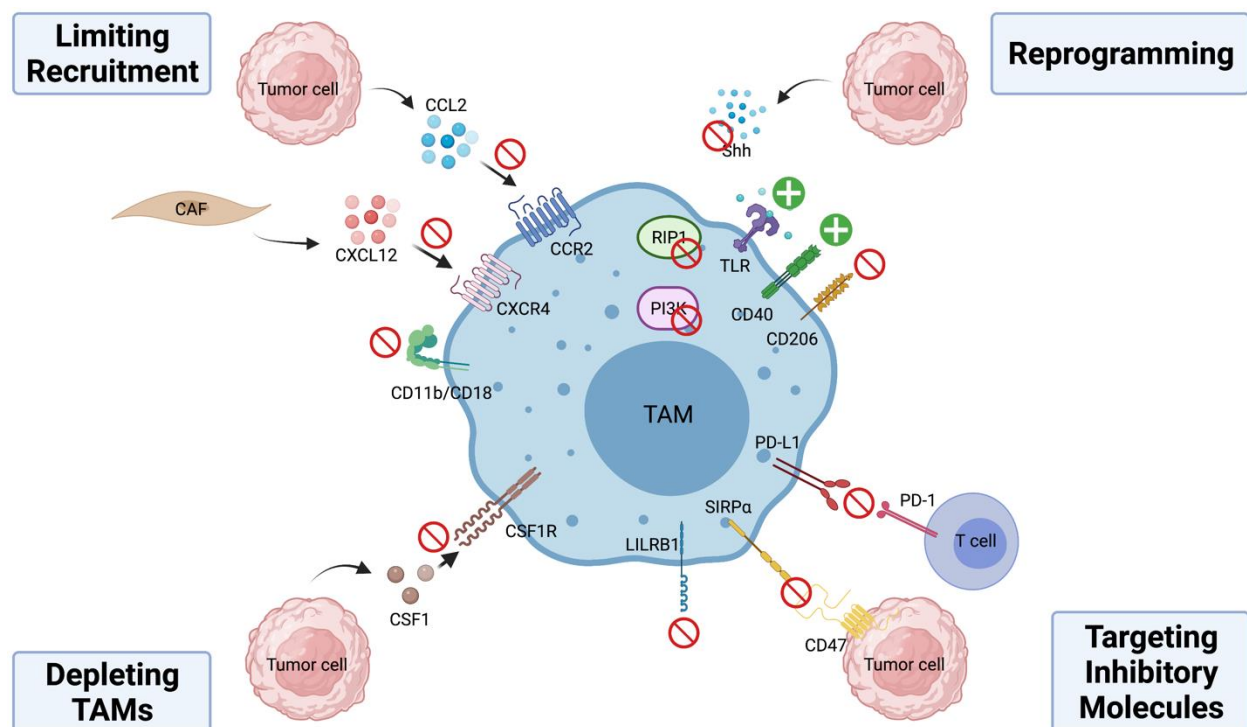 Limiting
Recruitment
Tumor cell
CCL2
CAF
CXCL12
CCR2
CXCR4
CD11b/CD18
Reprogramming
Tumor cell
Shh
RIP1
TLR
PI3K
CD40
CD206
TAM
PD-L1
PD-1
T cell
SIRPα
LILRB1
CD47
Tumor cell
Targeting
Inhibitory
Molecules
CSF1R
CSF1
Tumor cell
Depleting
TAMs